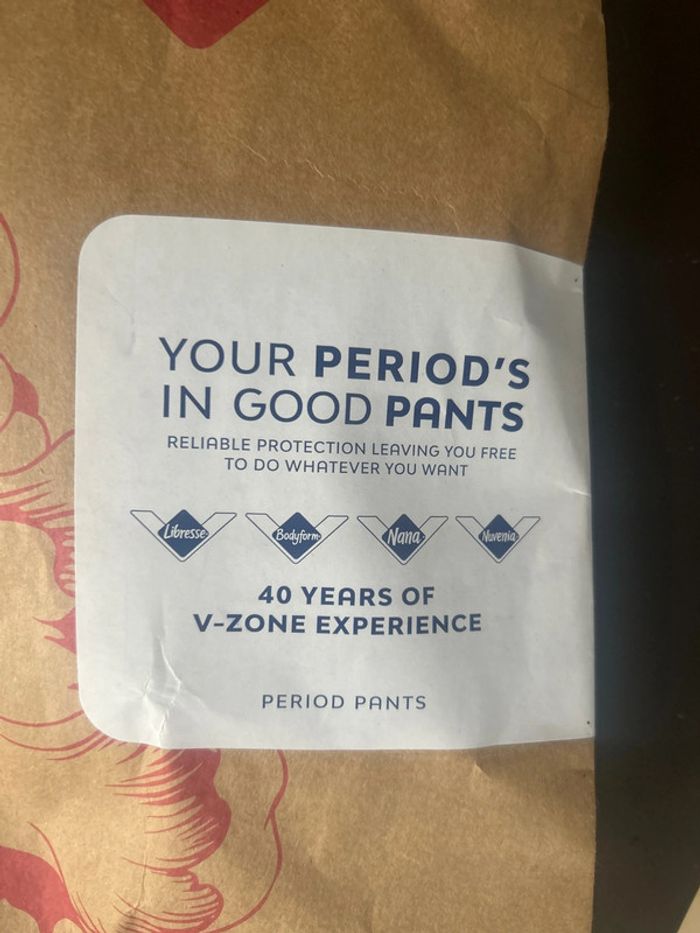 YOUR PERIOD'S
IN GOOD PANTS
RELIABLE PROTECTION LEAVING YOU FREE
TO DO WHATEVER YOU WANT
Libresse Bodyform Nana Nuvenia
40 YEARS OF
V-ZONE EXPERIENCE
PERIOD PANTS